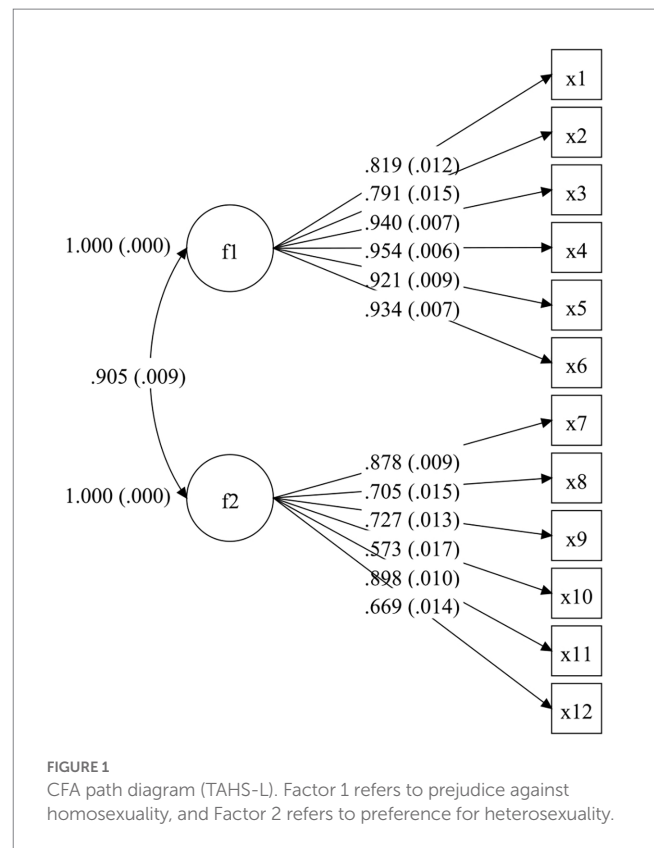 x1
x2
.819 (.012)
.791 (.015)
x3
.940 (.007)
1.000 (.000)
f1
.954 (.006)
x4
.921 (.009)
x5
.934 (.007)
x6
.905 (.009)
x7
.878 (.009)
x8
.705 (.015)
1.000 (.000)
f2
.727 (.013)
x9
.573 (.017)
.898 (.010)
x10
.669 (.014)
x11
x12
FIGURE 1
CFA path diagram (TAHS-L). Factor 1 refers to prejudice against
homosexuality, and Factor 2 refers to preference for heterosexuality.